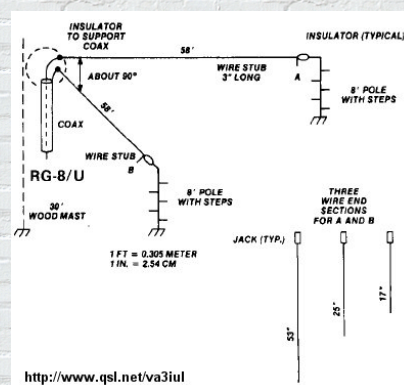 INSULATOR
TO SUPPORT
COAX
58'
INSULATOR (TYPICAL)
ABOUT 90°
WIRE STUB
3" LONG
A
8' POLE
WITH STEPS
58'
COAX
WIRE STUB
B
RG-8/U
8' POLE
WITH STEPS
30'
WOOD MAST
THREE
WIRE END
SECTIONS
FOR A AND B
JACK (TYP.)
1 FT = 0.305 METER
1 IN. = 2.54 CM
53"
25"
17"
http://www.qsl.net/va3iul